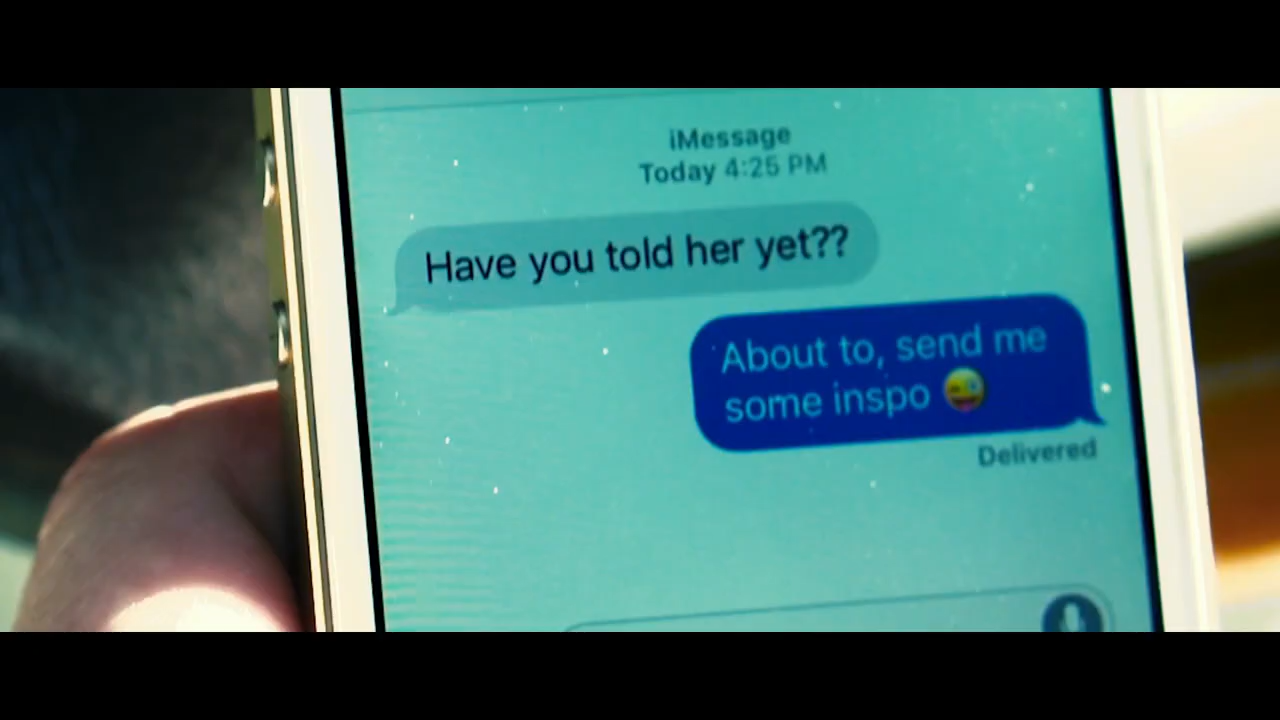 iMessage
Today 4:25 PM
Have you told her yet??
About to, send me
some inspo 😜
Delivered